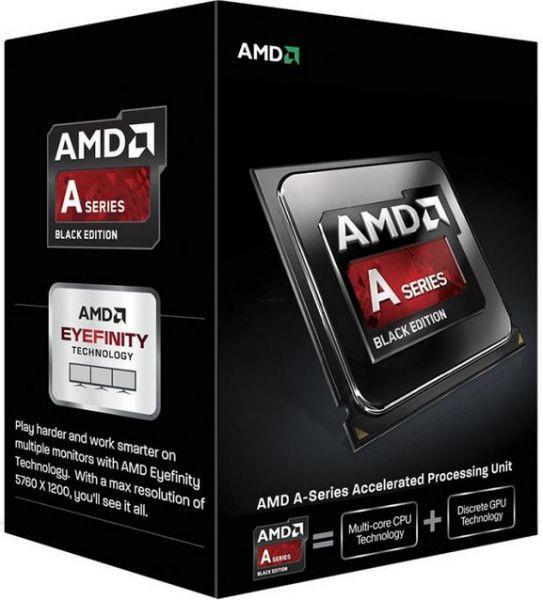 AMD
AMD
A SERIES
BLACK EDITION
AMD
EYEFINITY
TECHNOLOGY
Play harder and work smarter on
multiple monitors with AMD Eyefinity
Technology. With a max resolution of
5760 X 1200, you'll see it all.
AMD
A SERIES
BLACK EDITION
AMD A-Series Accelerated Processing Unit
AMD
A SERIES
BLACK EDITION
=
Multi-core CPU
Technology
+
Discrete GPU
Technology